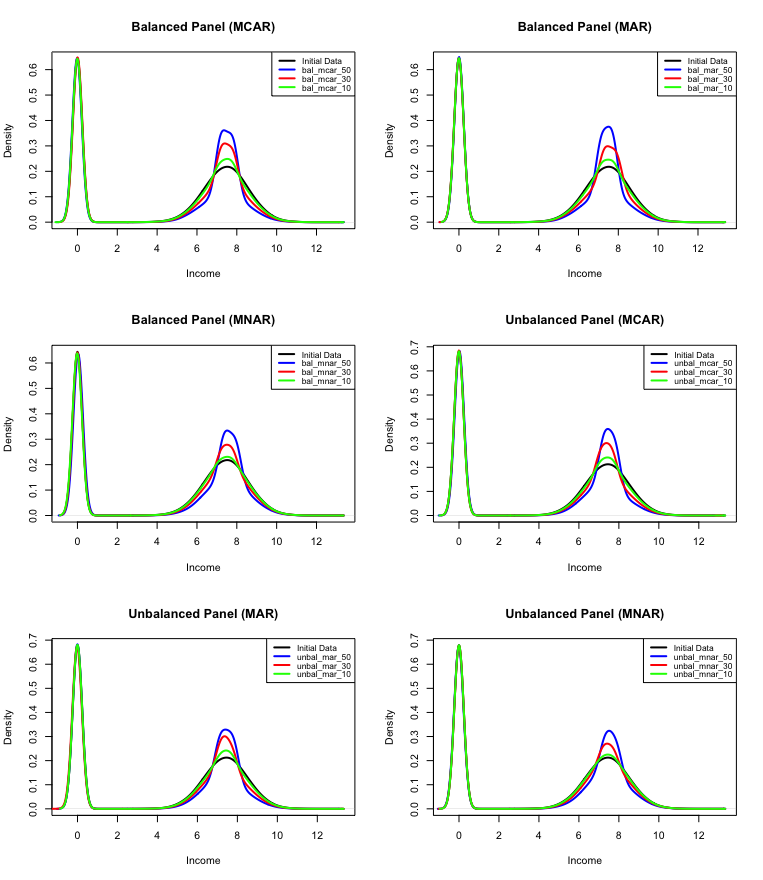 Balanced Panel (MCAR)
Density
0.0 0.1 0.2 0.3 0.4 0.5 0.6
Initial Data
bal_mcar_50
bal_mcar_30
bal_mcar_10
0 2 4 6 8 10 12
Income
Balanced Panel (MAR)
Density
0.0 0.1 0.2 0.3 0.4 0.5 0.6
Initial Data
bal_mar_50
bal_mar_30
bal_mar_10
0 2 4 6 8 10 12
Income
Balanced Panel (MNAR)
Density
0.0 0.1 0.2 0.3 0.4 0.5 0.6
Initial Data
bal_mnar_50
bal_mnar_30
bal_mnar_10
0 2 4 6 8 10 12
Income
Unbalanced Panel (MCAR)
Density
0.0 0.1 0.2 0.3 0.4 0.5 0.6 0.7
Initial Data
unbal_mcar_50
unbal_mcar_30
unbal_mcar_10
0 2 4 6 8 10 12
Income
Unbalanced Panel (MAR)
Density
0.0 0.1 0.2 0.3 0.4 0.5 0.6 0.7
Initial Data
unbal_mar_50
unbal_mar_30
unbal_mar_10
0 2 4 6 8 10 12
Income
Unbalanced Panel (MNAR)
Density
0.0 0.1 0.2 0.3 0.4 0.5 0.6 0.7
Initial Data
unbal_mnar_50
unbal_mnar_30
unbal_mnar_10
0 2 4 6 8 10 12
Income